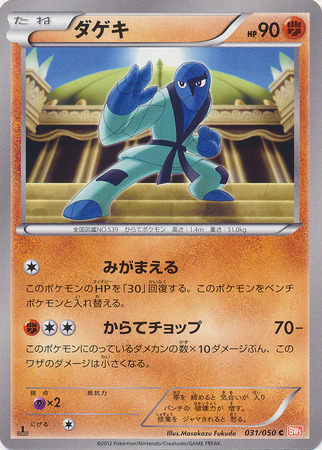 たね
ダゲキ
HP90
全国図鑑NO.539 からてポケモン 高さ:1.4m 重さ:51.0kg
みがまえる
このポケモンのHPを「30」回復する。このポケモンをベンチ
ポケモンと入れ替える。
からてチョップ 70−
このポケモンにのっているダメカンの数×10ダメージぶん、この
ワザのダメージは小さくなる。
弱点 抵抗力
×2
にげる
帯を 締めると 気合いが 入り
パンチの 破壊力が 増す。
修業を ジャマされると 怒る。
1
Illus.Masakazu Fukuda
031/050 C
BW5
©2012 Pokémon/Nintendo/Creatures/GAME FREAK.